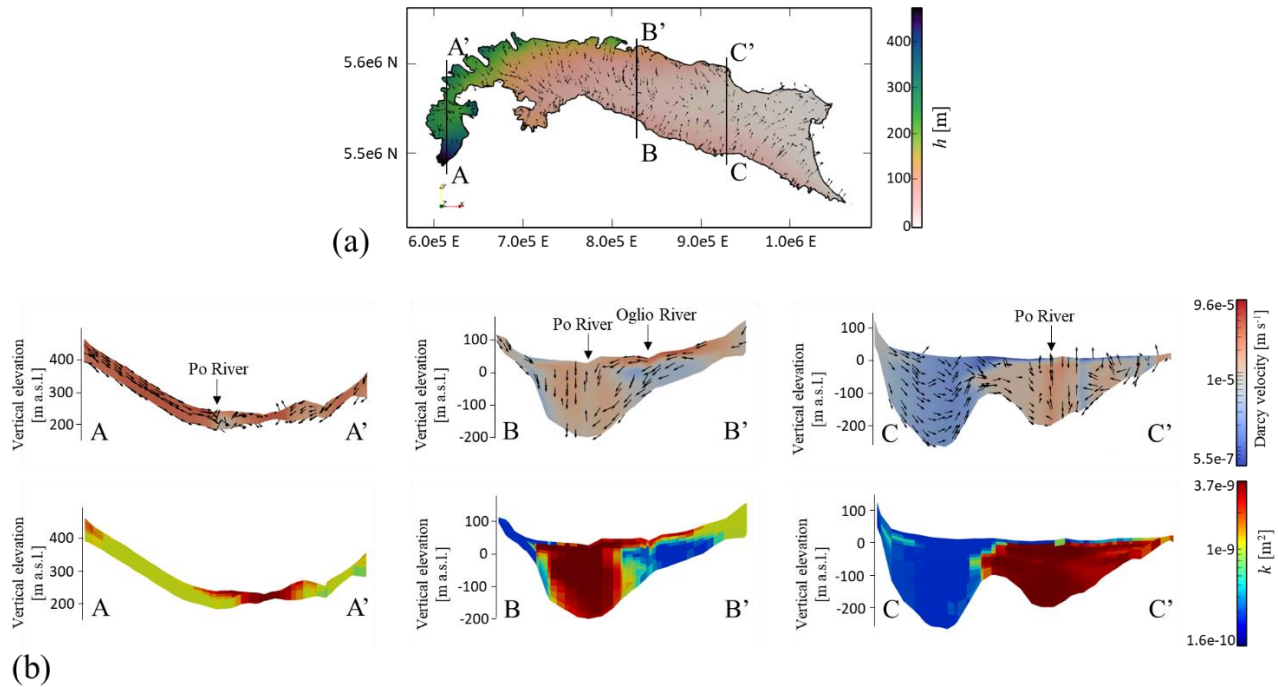 A’
B’
C’
5.6e6 N
5.5e6 N
A
B
C
6.0e5 E
7.0e5 E
8.0e5 E
9.0e5 E
1.0e6 E
400
300
200
100
0
h [m]
(a)
Vertical elevation
[m a.s.l.]
400
300
200
Po River
A
A’
Vertical elevation
[m a.s.l.]
100
0
-100
-200
Po River
Oglio River
B
B’
Vertical elevation
[m a.s.l.]
100
0
-100
-200
Po River
C
C’
9.6e-5
1e-5
5.5e-7
Darcy velocity [m s⁻¹]
Vertical elevation
[m a.s.l.]
400
300
200
A
A’
Vertical elevation
[m a.s.l.]
100
0
-100
-200
B
B’
Vertical elevation
[m a.s.l.]
100
0
-100
-200
C
C’
3.7e-9
1e-9
1.6e-10
k [m²]
(b)